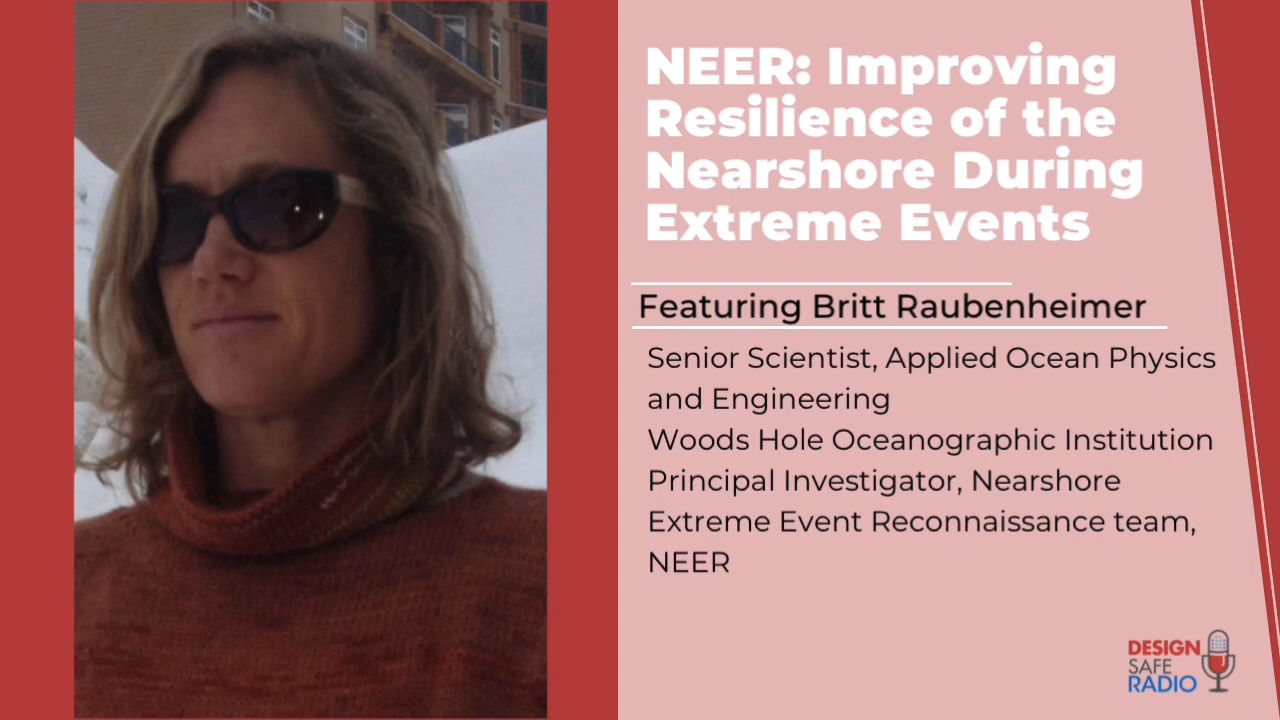 NEER: Improving
Resilience of the
Nearshore During
Extreme Events
Featuring Britt Raubenheimer
Senior Scientist, Applied Ocean Physics
and Engineering
Woods Hole Oceanographic Institution
Principal Investigator, Nearshore
Extreme Event Reconnaissance team,
NEER
DESIGN
SAFE
RADIO